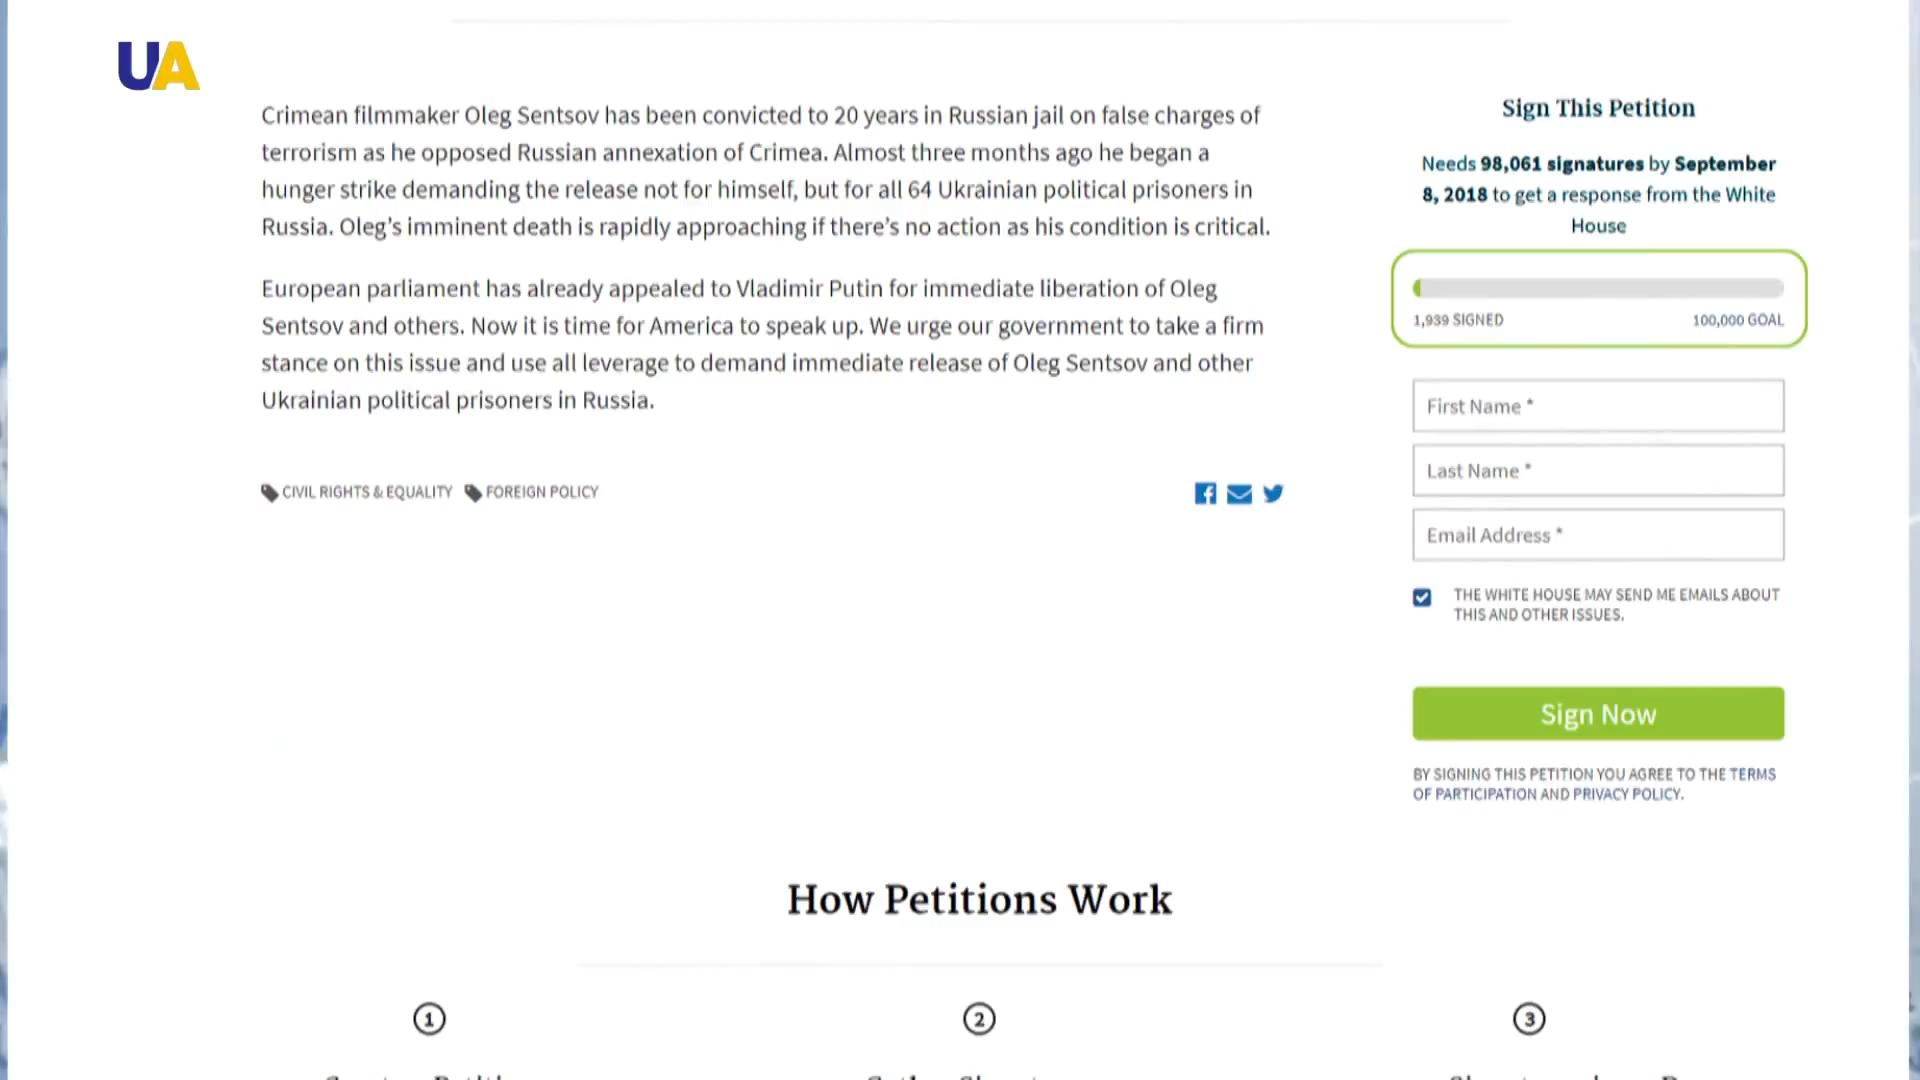 UA
Crimean filmmaker Oleg Sentsov has been convicted to 20 years in Russian jail on false charges of
terrorism as he opposed Russian annexation of Crimea. Almost three months ago he began a
hunger strike demanding the release not for himself, but for all 64 Ukrainian political prisoners in
Russia. Oleg's imminent death is rapidly approaching if there's no action as his condition is critical.
European parliament has already appealed to Vladimir Putin for immediate liberation of Oleg
Sentsov and others. Now it is time for America to speak up. We urge our government to take a firm
stance on this issue and use all leverage to demand immediate release of Oleg Sentsov and other
Ukrainian political prisoners in Russia.
CIVIL RIGHTS & EQUALITY FOREIGN POLICY
Sign This Petition
Needs 98,061 signatures by September
8, 2018 to get a response from the White
House
1,939 SIGNED 100,000 GOAL
First Name *
Last Name *
Email Address *
THE WHITE HOUSE MAY SEND ME EMAILS ABOUT
THIS AND OTHER ISSUES.
Sign Now
BY SIGNING THIS PETITION YOU AGREE TO THE TERMS
OF PARTICIPATION AND PRIVACY POLICY.
How Petitions Work
1 2 3